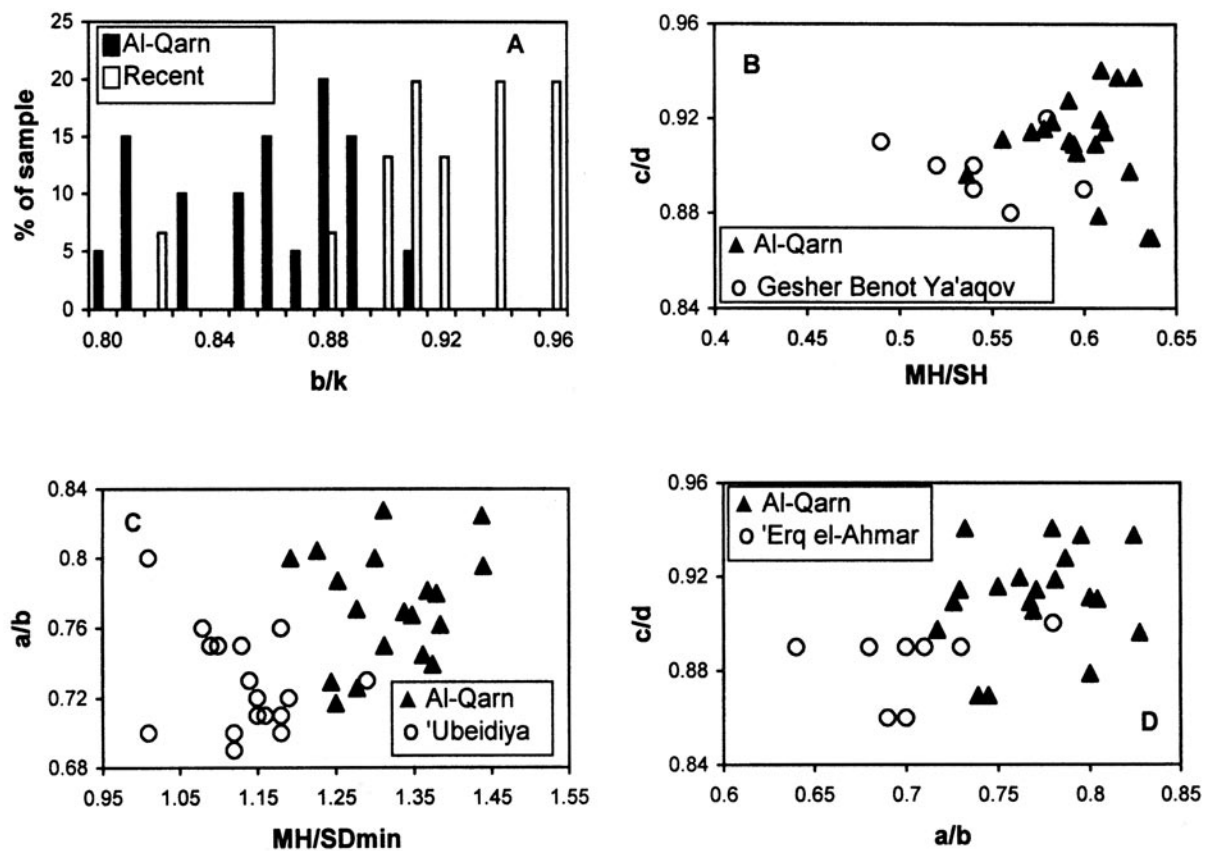 Al-Qarn
Recent
A
% of sample
25
20
15
10
5
0
0.80 0.84 0.88 0.92 0.96
b/k
B
c/d
0.96
0.92
0.88
0.84
Al-Qarn
Gesher Benot Ya'aqov
0.4 0.45 0.5 0.55 0.6 0.65
MH/SH
C
a/b
0.84
0.8
0.76
0.72
0.68
Al-Qarn
'Ubeidiya
0.95 1.05 1.15 1.25 1.35 1.45 1.55
MH/SDmin
Al-Qarn
'Erq el-Ahmar
D
c/d
0.96
0.92
0.88
0.84
0.6 0.65 0.7 0.75 0.8 0.85
a/b